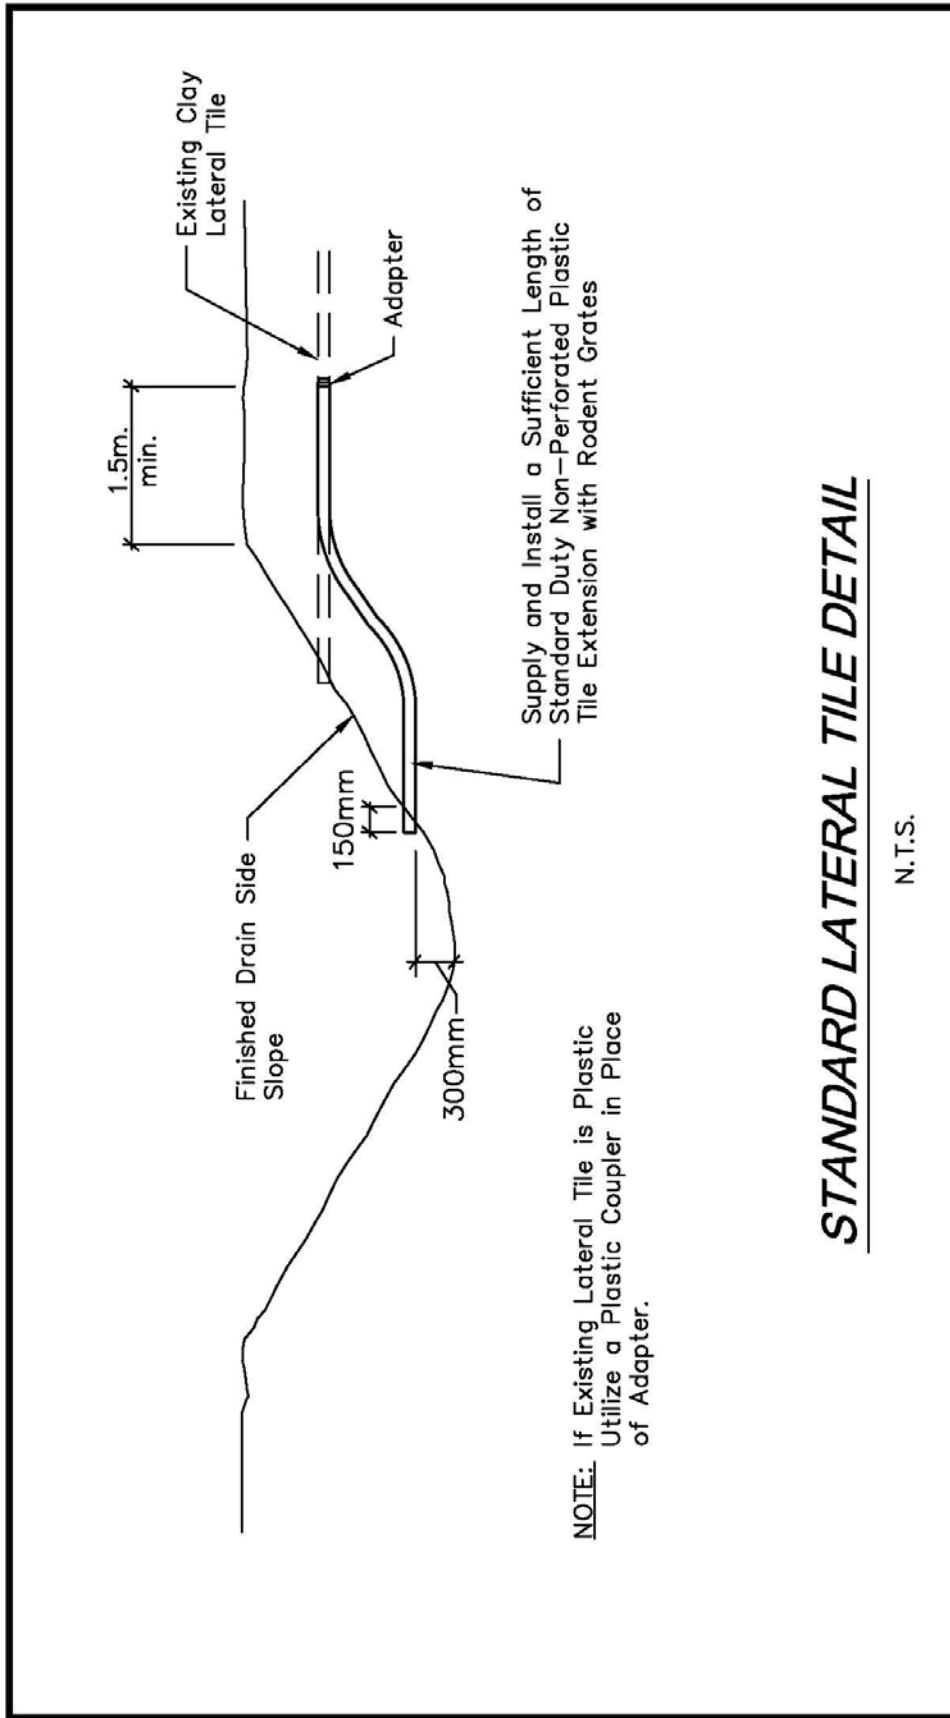 1.5m.
min.
Existing Clay
Lateral Tile
Finished Drain Side
Slope
150mm
Adapter
300mm
Supply and Install a Sufficient Length of
Standard Duty Non-Perforated Plastic
Tile Extension with Rodent Grates
NOTE: If Existing Lateral Tile is Plastic
Utilize a Plastic Coupler in Place
of Adapter.
STANDARD LATERAL TILE DETAIL
N.T.S.